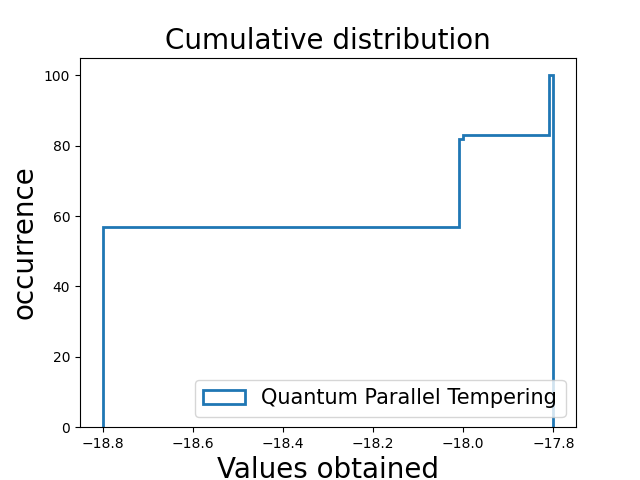 Cumulative distribution
100
80
60
40
20
0
occurrence
Quantum Parallel Tempering
−18.8 −18.6 −18.4 −18.2 −18.0 −17.8
Values obtained